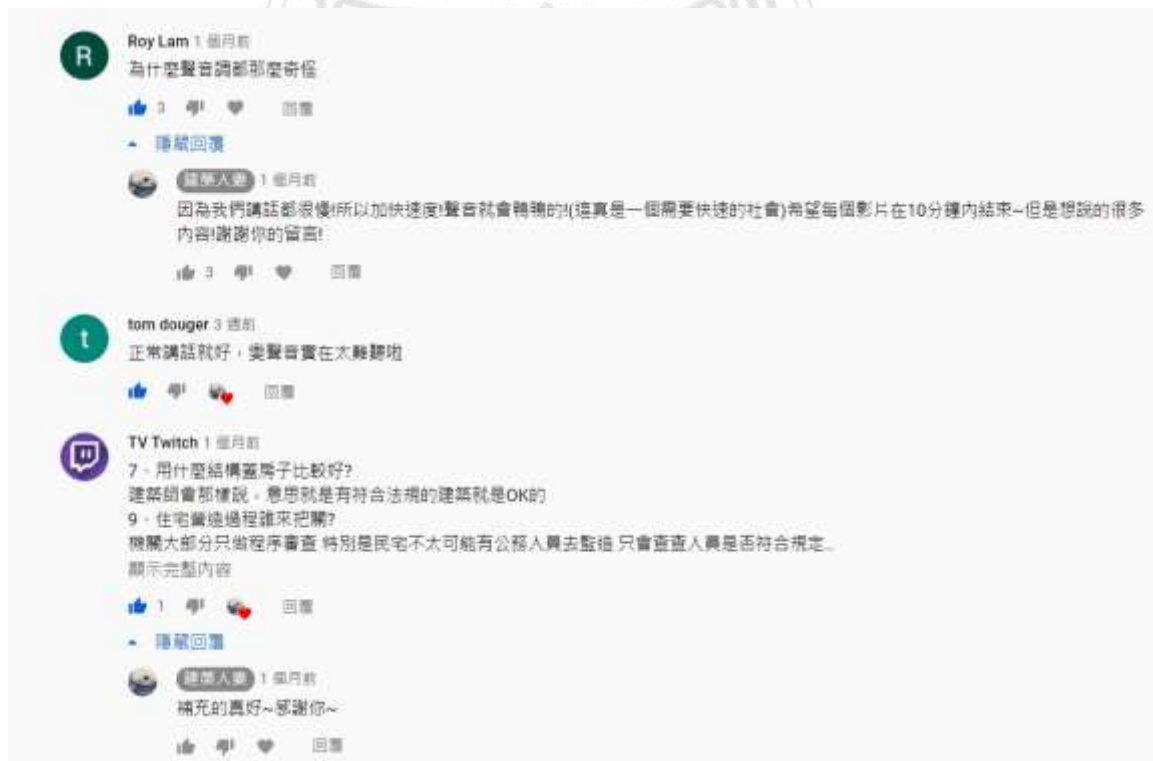 R
Roy Lam 1 個月前
為什麼聲音調都那麼奇怪
3 回覆
隱藏回覆
建築人妻 1 個月前
因為我們講話都很慢!所以加快速度!聲音就會鴨鴨的!(這真是一個需要快速的社會)希望每個影片在10分鐘內結束~但是想說的很多
內容!謝謝你的留言!
3 回覆
t
tom douger 3 週前
正常講話就好，變聲音實在太難聽啦
回覆
TV Twitch 1 個月前
7、用什麼結構蓋房子比較好?
建築師會那樣說，意思就是有符合法規的建築就是OK的
9、住宅營造過程誰來把關?
機關大部分只做程序審查 特別是民宅不太可能有公務人員去監造 只會查查人員是否符合規定...
顯示完整內容
1 回覆
隱藏回覆
建築人妻 1 個月前
補充的真好~感謝你~
回覆